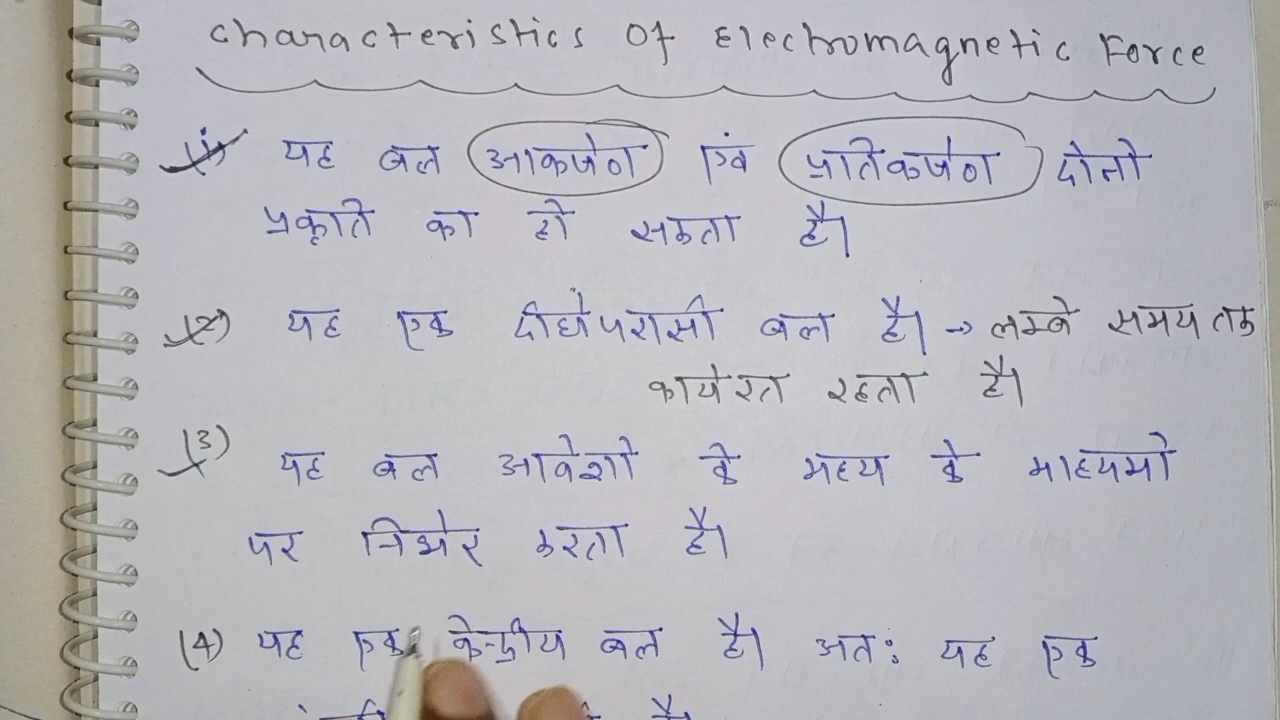 Characteristics Of Electromagnetic Force
(1) यह बल आकर्षण एवं प्रतिकर्षण दोनो
प्रकृति का हो सकता है।
(2) यह एक दीर्घपरासी बल है। → लम्बे समय तक
कार्यरत रहता है।
(3) यह बल आवेशो के मध्य के माध्यमो
पर निर्भर करता है।
(4) यह एक केन्द्रीय बल है। अतः यह एक
है।